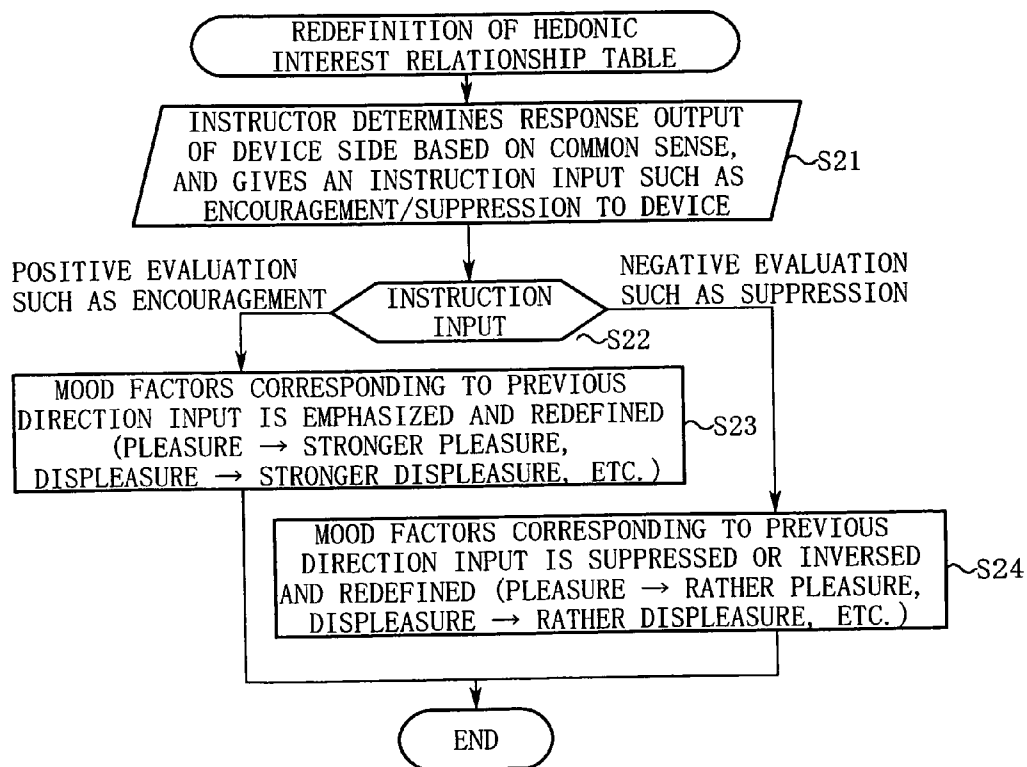 REDEFINITION OF HEDONIC
INTEREST RELATIONSHIP TABLE
INSTRUCTOR DETERMINES RESPONSE OUTPUT
OF DEVICE SIDE BASED ON COMMON SENSE,
AND GIVES AN INSTRUCTION INPUT SUCH AS
ENCOURAGEMENT/SUPPRESSION TO DEVICE
S21
POSITIVE EVALUATION
SUCH AS ENCOURAGEMENT
INSTRUCTION
INPUT
NEGATIVE EVALUATION
SUCH AS SUPPRESSION
S22
MOOD FACTORS CORRESPONDING TO PREVIOUS
DIRECTION INPUT IS EMPHASIZED AND REDEFINED
(PLEASURE → STRONGER PLEASURE,
DISPLEASURE → STRONGER DISPLEASURE, ETC.)
S23
MOOD FACTORS CORRESPONDING TO PREVIOUS
DIRECTION INPUT IS SUPPRESSED OR INVERSED
AND REDEFINED (PLEASURE → RATHER PLEASURE,
DISPLEASURE → RATHER DISPLEASURE, ETC.)
S24
END